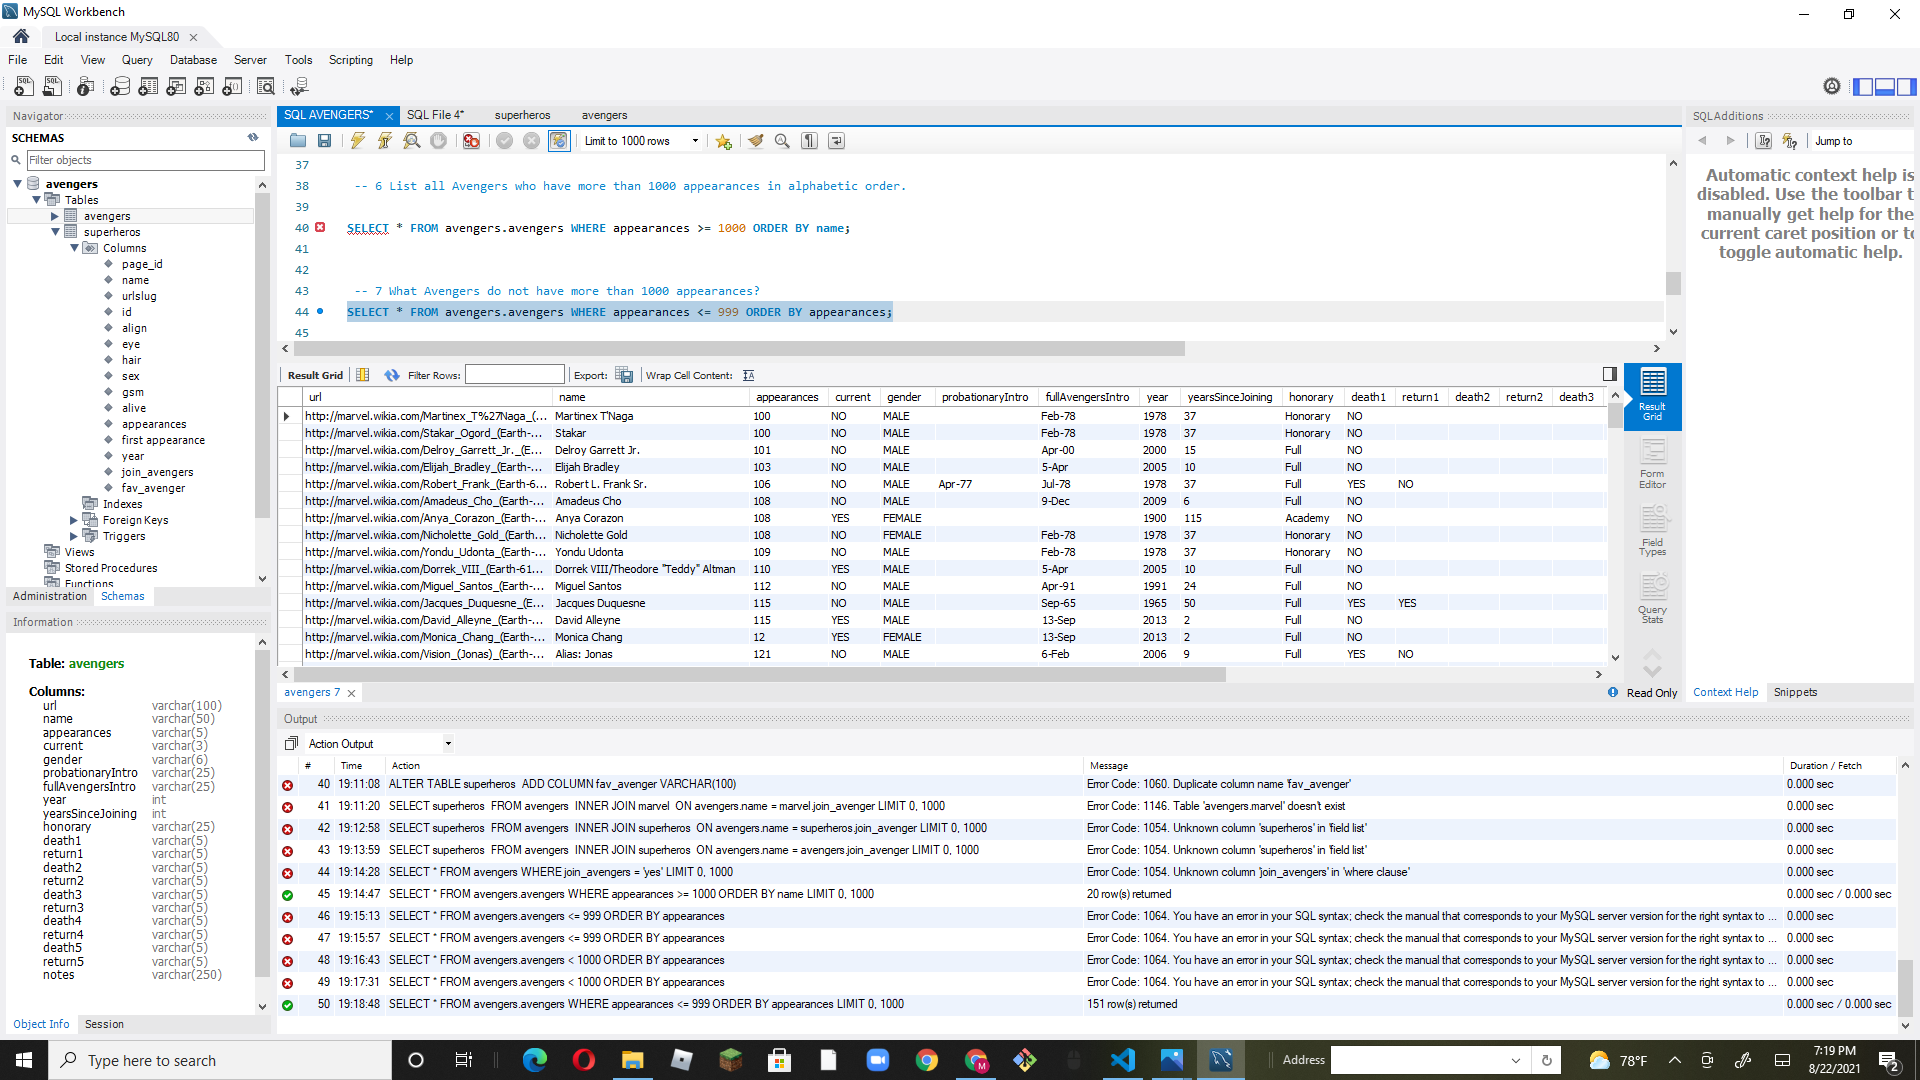 MySQL Workbench
Local instance MySQL80
File Edit View Query Database Server Tools Scripting Help
Navigator
SCHEMAS
Filter objects
avengers
Tables
avengers
superheros
Columns
page_id
name
urlslug
id
align
eye
hair
sex
gsm
alive
appearances
first appearance
year
join_avengers
fav_avenger
Indexes
Foreign Keys
Triggers
Views
Stored Procedures
Functions
Administration Schemas
Information
Table: avengers
Columns:
url varchar(100)
name varchar(50)
appearances varchar(5)
current varchar(3)
gender varchar(6)
probationaryIntro varchar(25)
fullAvengersIntro varchar(25)
year int
yearsSinceJoining int
honorary varchar(25)
death1 varchar(5)
return1 varchar(5)
death2 varchar(5)
return2 varchar(5)
death3 varchar(5)
return3 varchar(5)
death4 varchar(5)
return4 varchar(5)
death5 varchar(5)
return5 varchar(5)
notes varchar(250)
Object Info Session
SQL AVENGERS* SQL File 4* superheros avengers
Limit to 1000 rows
37
38 -- 6 List all Avengers who have more than 1000 appearances in alphabetic order.
39
40 SELECT * FROM avengers.avengers WHERE appearances >= 1000 ORDER BY name;
41
42
43 -- 7 What Avengers do not have more than 1000 appearances?
44 SELECT * FROM avengers.avengers WHERE appearances <= 999 ORDER BY appearances;
45
Result Grid Filter Rows: Export: Wrap Cell Content:
url name appearances current gender probationaryIntro fullAvengersIntro year yearsSinceJoining honorary death1 return1 death2 return2 death3
http://marvel.wikia.com/Martinex_T%27Naga_(... Martinex T'Naga 100 NO MALE Feb-78 1978 37 Honorary NO
http://marvel.wikia.com/Stakar_Ogord_(Earth-... Stakar 100 NO MALE Feb-78 1978 37 Honorary NO
http://marvel.wikia.com/Delroy_Garrett_Jr._(E... Delroy Garrett Jr. 101 NO MALE Apr-00 2000 15 Full NO
http://marvel.wikia.com/Elijah_Bradley_(Earth-... Elijah Bradley 103 NO MALE 5-Apr 2005 10 Full NO
http://marvel.wikia.com/Robert_Frank_(Earth-6... Robert L. Frank Sr. 106 NO MALE Apr-77 Jul-78 1978 37 Full YES NO
http://marvel.wikia.com/Amadeus_Cho_(Earth-... Amadeus Cho 108 NO MALE 9-Dec 2009 6 Full NO
http://marvel.wikia.com/Anya_Corazon_(Earth-... Anya Corazon 108 YES FEMALE 1900 115 Academy NO
http://marvel.wikia.com/Nicholette_Gold_(Earth-... Nicholette Gold 108 NO FEMALE Feb-78 1978 37 Honorary NO
http://marvel.wikia.com/Yondu_Udonta_(Earth-... Yondu Udonta 109 NO MALE Feb-78 1978 37 Honorary NO
http://marvel.wikia.com/Dorrek_VIII_(Earth-61... Dorrek VIII/Theodore "Teddy" Altman 110 YES MALE 5-Apr 2005 10 Full NO
http://marvel.wikia.com/Miguel_Santos_(Earth-... Miguel Santos 112 NO MALE Apr-91 1991 24 Full NO
http://marvel.wikia.com/Jacques_Duquesne_(E... Jacques Duquesne 115 NO MALE Sep-65 1965 50 Full YES YES
http://marvel.wikia.com/David_Alleyne_(Earth-... David Alleyne 115 YES MALE 13-Sep 2013 2 Full NO
http://marvel.wikia.com/Monica_Chang_(Earth-... Monica Chang 12 YES FEMALE 13-Sep 2013 2 Full NO
http://marvel.wikia.com/Vision_(Jonas)_(Earth-... Alias: Jonas 121 NO MALE 6-Feb 2006 9 Full YES NO
Result Grid
Form Editor
Field Types
Query Stats
avengers 7
Read Only
SQLAdditions
Jump to
Automatic context help is
disabled. Use the toolbar t
manually get help for the
current caret position or to
toggle automatic help.
Context Help Snippets
Output
Action Output
# Time Action Message Duration / Fetch
40 19:11:08 ALTER TABLE superheros ADD COLUMN fav_avenger VARCHAR(100) Error Code: 1060. Duplicate column name 'fav_avenger' 0.000 sec
41 19:11:20 SELECT superheros FROM avengers INNER JOIN marvel ON avengers.name = marvel.join_avenger LIMIT 0, 1000 Error Code: 1146. Table 'avengers.marvel' doesn't exist 0.000 sec
42 19:12:58 SELECT superheros FROM avengers INNER JOIN superheros ON avengers.name = superheros.join_avenger LIMIT 0, 1000 Error Code: 1054. Unknown column 'superheros' in 'field list' 0.000 sec
43 19:13:59 SELECT superheros FROM avengers INNER JOIN superheros ON avengers.name = avengers.join_avenger LIMIT 0, 1000 Error Code: 1054. Unknown column 'superheros' in 'field list' 0.000 sec
44 19:14:28 SELECT * FROM avengers WHERE join_avengers = 'yes' LIMIT 0, 1000 Error Code: 1054. Unknown column 'join_avengers' in 'where clause' 0.000 sec
45 19:14:47 SELECT * FROM avengers.avengers WHERE appearances >= 1000 ORDER BY name LIMIT 0, 1000 20 row(s) returned 0.000 sec / 0.000 sec
46 19:15:13 SELECT * FROM avengers.avengers <= 999 ORDER BY appearances Error Code: 1064. You have an error in your SQL syntax; check the manual that corresponds to your MySQL server version for the right syntax to ... 0.000 sec
47 19:15:57 SELECT * FROM avengers.avengers <= 999 ORDER BY appearances Error Code: 1064. You have an error in your SQL syntax; check the manual that corresponds to your MySQL server version for the right syntax to ... 0.000 sec
48 19:16:43 SELECT * FROM avengers.avengers < 1000 ORDER BY appearances Error Code: 1064. You have an error in your SQL syntax; check the manual that corresponds to your MySQL server version for the right syntax to ... 0.000 sec
49 19:17:31 SELECT * FROM avengers.avengers < 1000 ORDER BY appearances Error Code: 1064. You have an error in your SQL syntax; check the manual that corresponds to your MySQL server version for the right syntax to ... 0.000 sec
50 19:18:48 SELECT * FROM avengers.avengers WHERE appearances <= 999 ORDER BY appearances LIMIT 0, 1000 151 row(s) returned 0.000 sec / 0.000 sec
Type here to search
Address
78°F
7:19 PM
8/22/2021
2